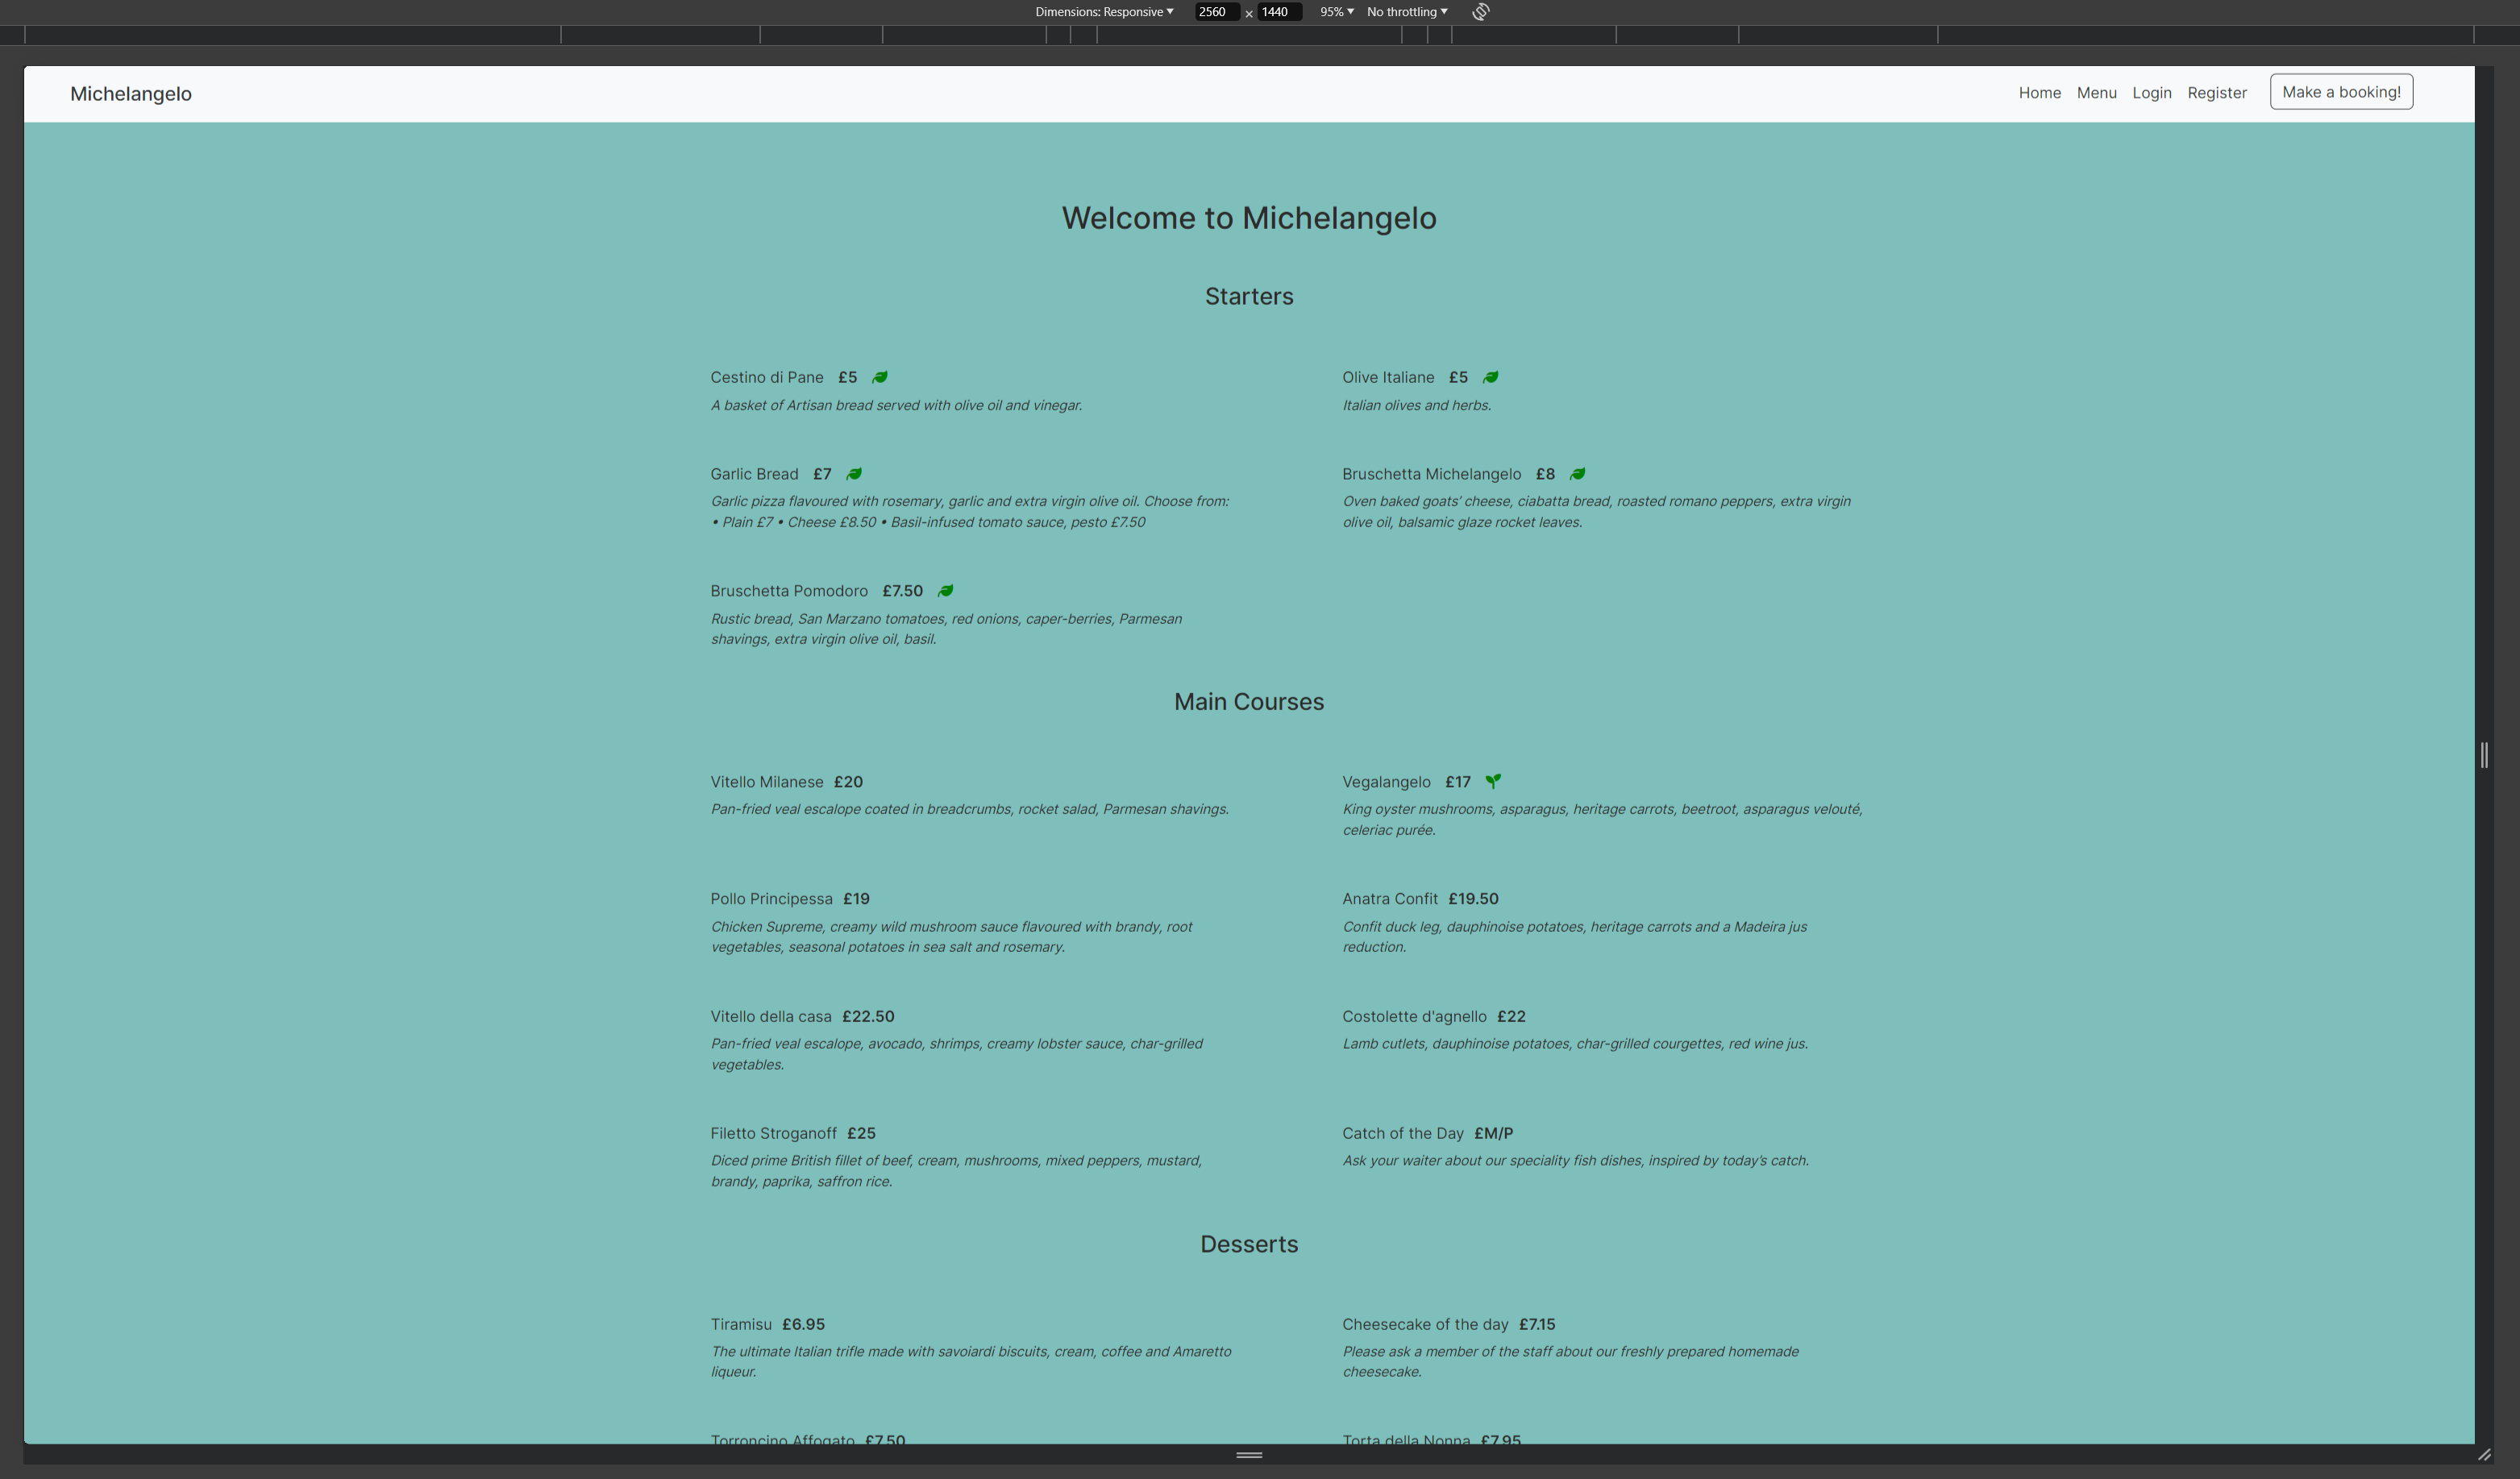 Dimensions: Responsive 2560 × 1440 95% No throttling
Michelangelo
Home Menu Login Register Make a booking!
Welcome to Michelangelo
Starters
Cestino di Pane £5
A basket of Artisan bread served with olive oil and vinegar.
Olive Italiane £5
Italian olives and herbs.
Garlic Bread £7
Garlic pizza flavoured with rosemary, garlic and extra virgin olive oil. Choose from:
• Plain £7 • Cheese £8.50 • Basil-infused tomato sauce, pesto £7.50
Bruschetta Michelangelo £8
Oven baked goats’ cheese, ciabatta bread, roasted romano peppers, extra virgin
olive oil, balsamic glaze rocket leaves.
Bruschetta Pomodoro £7.50
Rustic bread, San Marzano tomatoes, red onions, caper-berries, Parmesan
shavings, extra virgin olive oil, basil.
Main Courses
Vitello Milanese £20
Pan-fried veal escalope coated in breadcrumbs, rocket salad, Parmesan shavings.
Vegalangelo £17
King oyster mushrooms, asparagus, heritage carrots, beetroot, asparagus velouté,
celeriac purée.
Pollo Principessa £19
Chicken Supreme, creamy wild mushroom sauce flavoured with brandy, root
vegetables, seasonal potatoes in sea salt and rosemary.
Anatra Confit £19.50
Confit duck leg, dauphinoise potatoes, heritage carrots and a Madeira jus
reduction.
Vitello della casa £22.50
Pan-fried veal escalope, avocado, shrimps, creamy lobster sauce, char-grilled
vegetables.
Costolette d'agnello £22
Lamb cutlets, dauphinoise potatoes, char-grilled courgettes, red wine jus.
Filetto Stroganoff £25
Diced prime British fillet of beef, cream, mushrooms, mixed peppers, mustard,
brandy, paprika, saffron rice.
Catch of the Day £M/P
Ask your waiter about our speciality fish dishes, inspired by today’s catch.
Desserts
Tiramisu £6.95
The ultimate Italian trifle made with savoiardi biscuits, cream, coffee and Amaretto
liqueur.
Cheesecake of the day £7.15
Please ask a member of the staff about our freshly prepared homemade
cheesecake.
Torroncino Affogato £7.50
Torta della Nonna £7.95